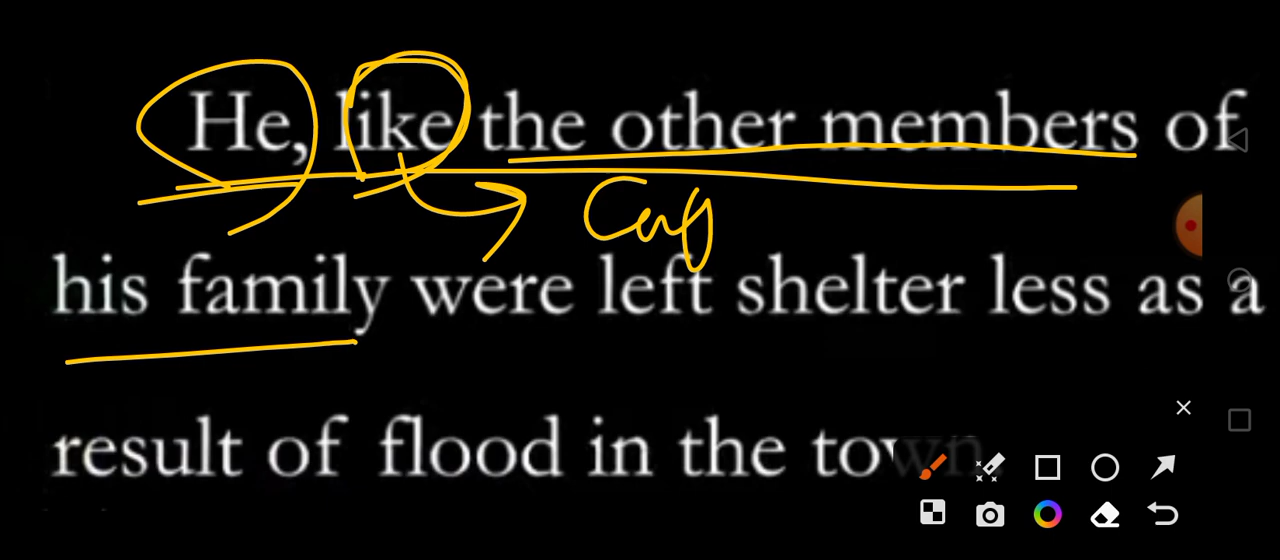 He, like the other members of
his family were left shelter less as a
result of flood in the town.